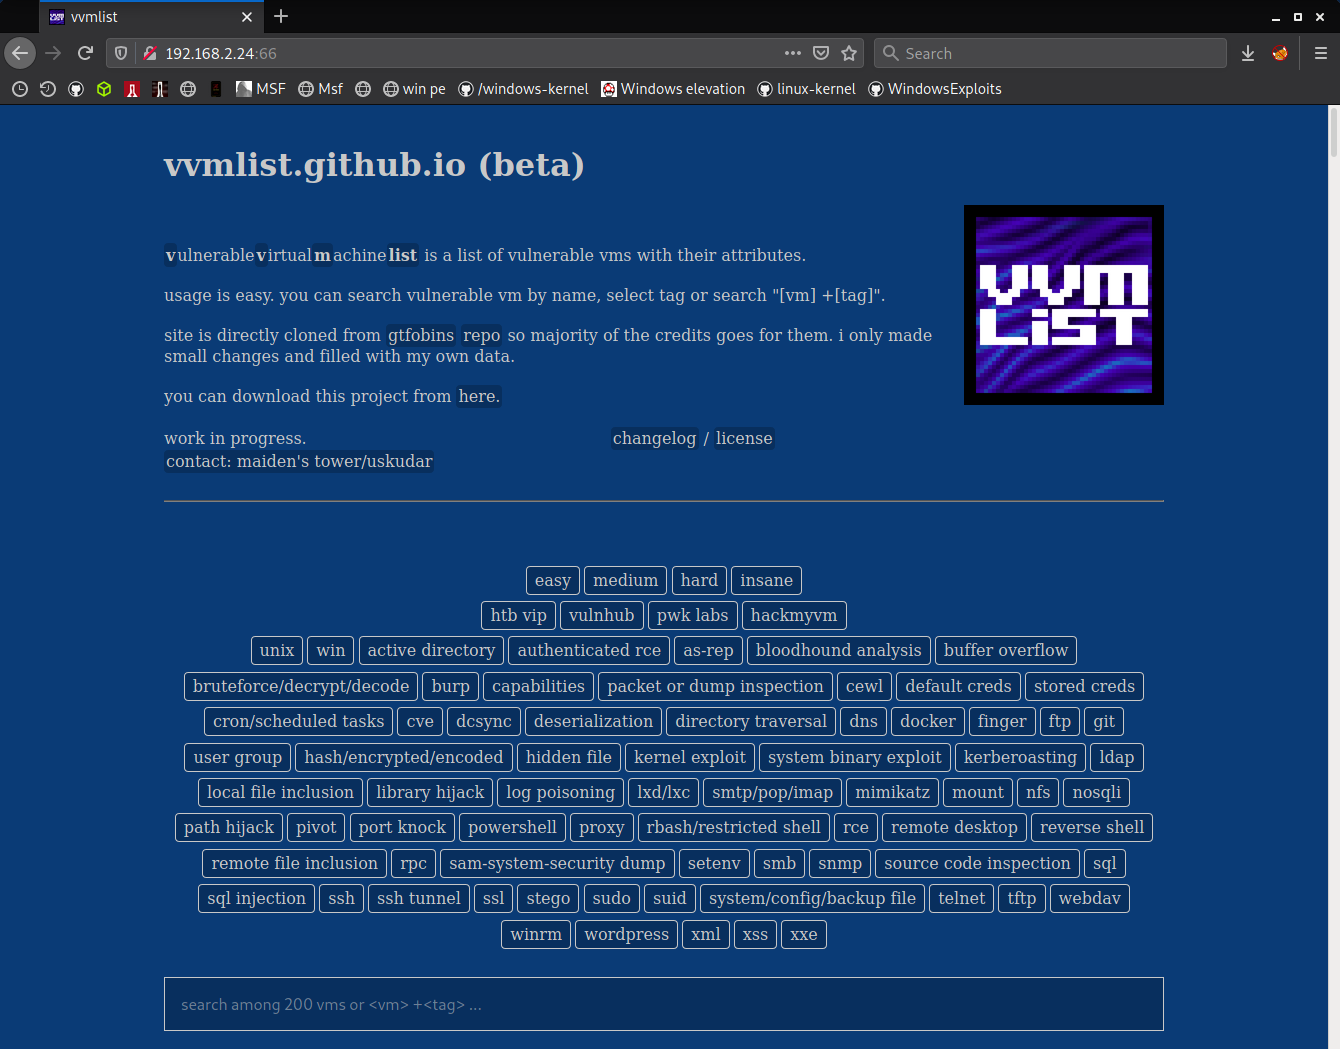 vvmlist
192.168.2.24:66
Search
MSF Msf win pe /windows-kernel Windows elevation linux-kernel WindowsExploits
vvmlist.github.io (beta)
vulnerablevirtualmachinelist is a list of vulnerable vms with their attributes.
usage is easy. you can search vulnerable vm by name, select tag or search "[vm] +[tag]".
site is directly cloned from gtfobins repo so majority of the credits goes for them. i only made
small changes and filled with my own data.
you can download this project from here.
work in progress. changelog / license
contact: maiden's tower/uskudar
VVM
LiST
easy medium hard insane
htb vip vulnhub pwk labs hackmyvm
unix win active directory authenticated rce as-rep bloodhound analysis buffer overflow
bruteforce/decrypt/decode burp capabilities packet or dump inspection cewl default creds stored creds
cron/scheduled tasks cve dcsync deserialization directory traversal dns docker finger ftp git
user group hash/encrypted/encoded hidden file kernel exploit system binary exploit kerberoasting ldap
local file inclusion library hijack log poisoning lxd/lxc smtp/pop/imap mimikatz mount nfs nosqli
path hijack pivot port knock powershell proxy rbash/restricted shell rce remote desktop reverse shell
remote file inclusion rpc sam-system-security dump setenv smb snmp source code inspection sql
sql injection ssh ssh tunnel ssl stego sudo suid system/config/backup file telnet tftp webdav
winrm wordpress xml xss xxe
search among 200 vms or <vm> +<tag> ...